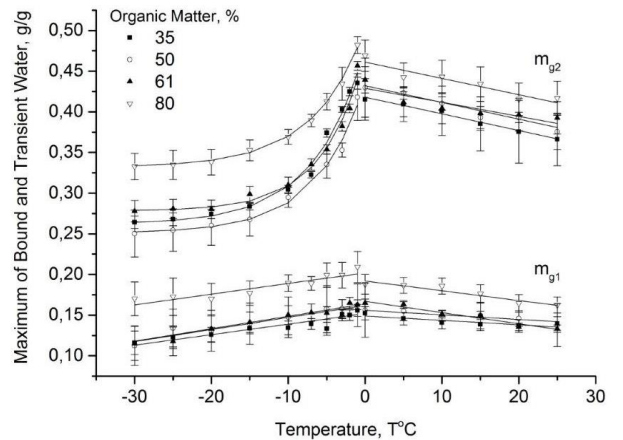 Maximum of Bound and Transient Water, g/g
0,50
0,45
0,40
0,35
0,30
0,25
0,20
0,15
0,10
Organic Matter, %
35
50
61
80
mg2
mg1
-30 -20 -10 0 10 20 30
Temperature, T°C